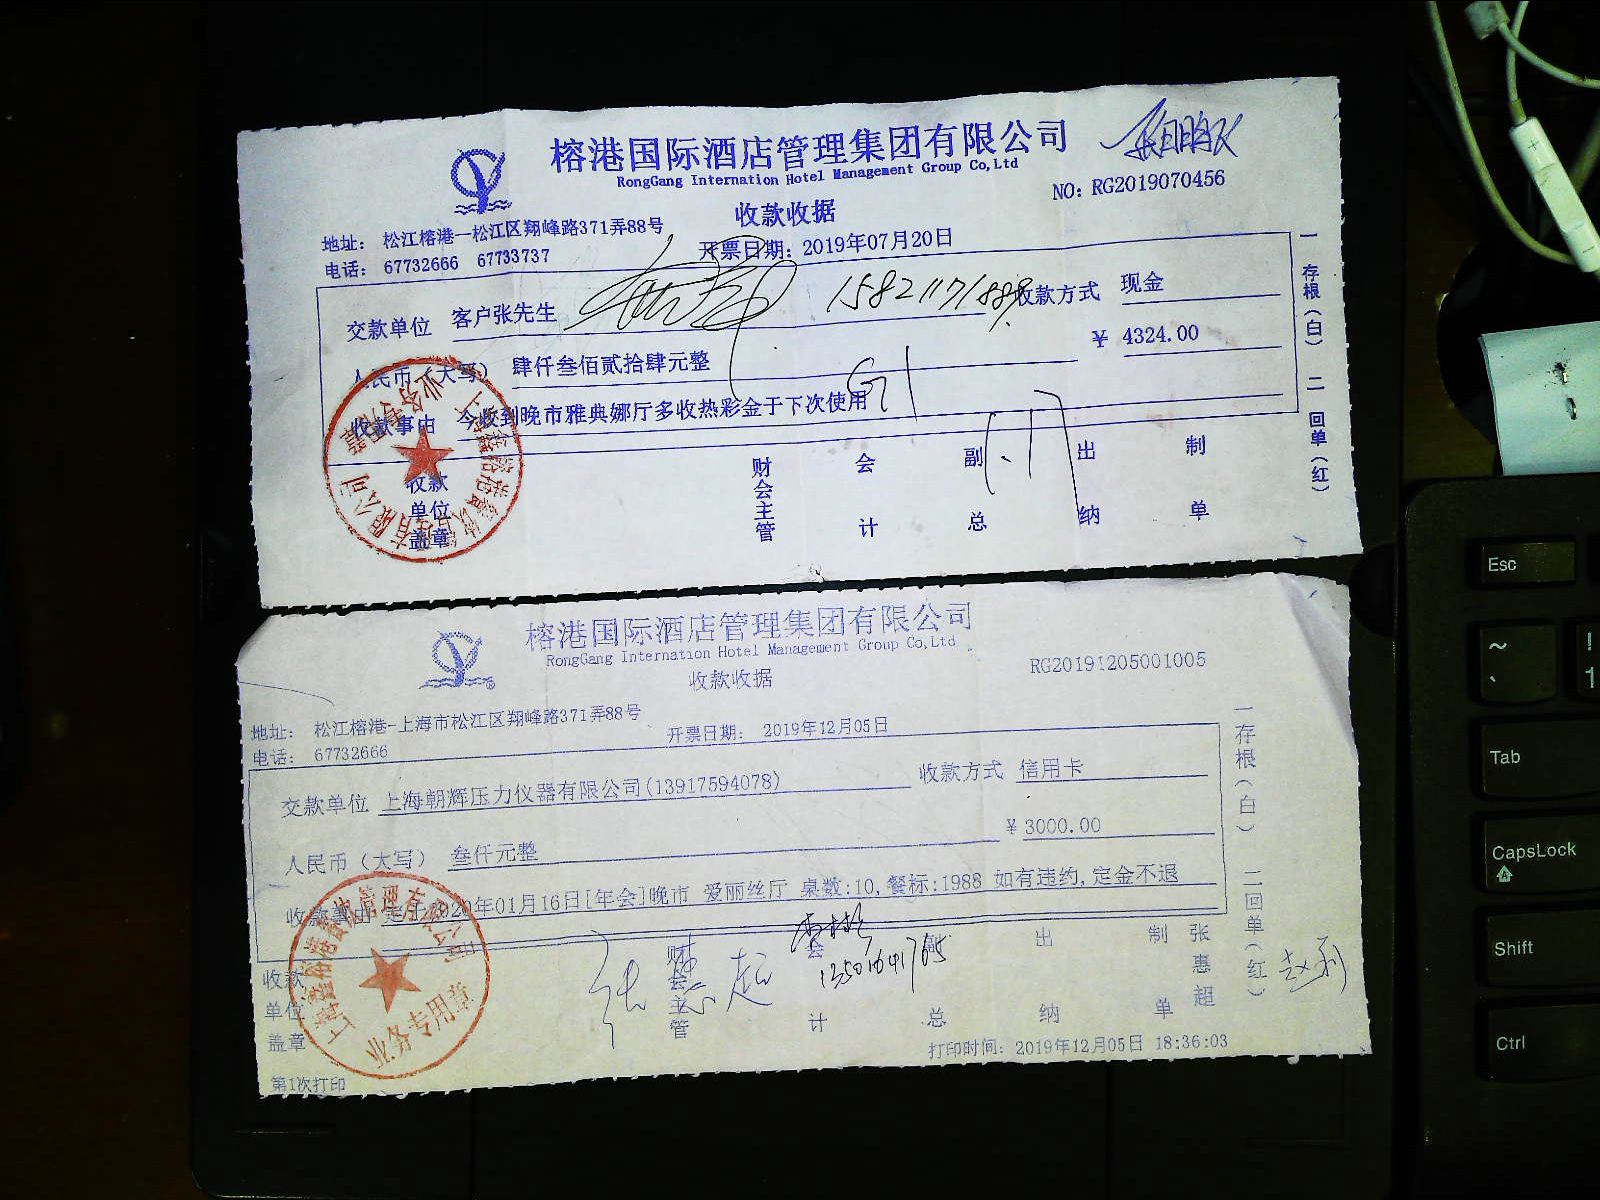 榕港国际酒店管理集团有限公司
RongGang Internation Hotel Management Group Co,Ltd
NO: RG2019070456
收款收据
地址: 松江榕港一松江区翔峰路371弄88号
电话: 67732666 67733737
开票日期: 2019年07月20日
交款单位 客户张先生
收款方式 现金
人民币(大写) 肆仟叁佰贰拾肆元整
¥ 4324.00
收款事由 今收到晚市雅典娜厅多收热彩金于下次使用
收款单位盖章
财会主管 会计 副总 出纳 制单
一存根(白) 二回单(红)
业务专用章
榕港国际酒店管理集团有限公司
RongGang Internation Hotel Management Group Co,Ltd
RG20191205001005
收款收据
地址: 松江榕港-上海市松江区翔峰路371弄88号
电话: 67732666
开票日期: 2019年12月05日
交款单位 上海朝辉压力仪器有限公司(13917594078)
收款方式 信用卡
人民币(大写) 叁仟元整
¥ 3000.00
收款事由 定于2020年01月16日[年会]晚市 爱丽丝厅 桌数:10,餐标:1988 如有违约,定金不退
收款单位盖章
财会主管 会计 副总 出纳 制单 张惠超
张惠超
13501641765
一存根(白) 二回单(红)
业务专用章
打印时间: 2019年12月05日 18:36:03
第1次打印
Esc
~
!
1
Tab
CapsLock
Shift
Ctrl